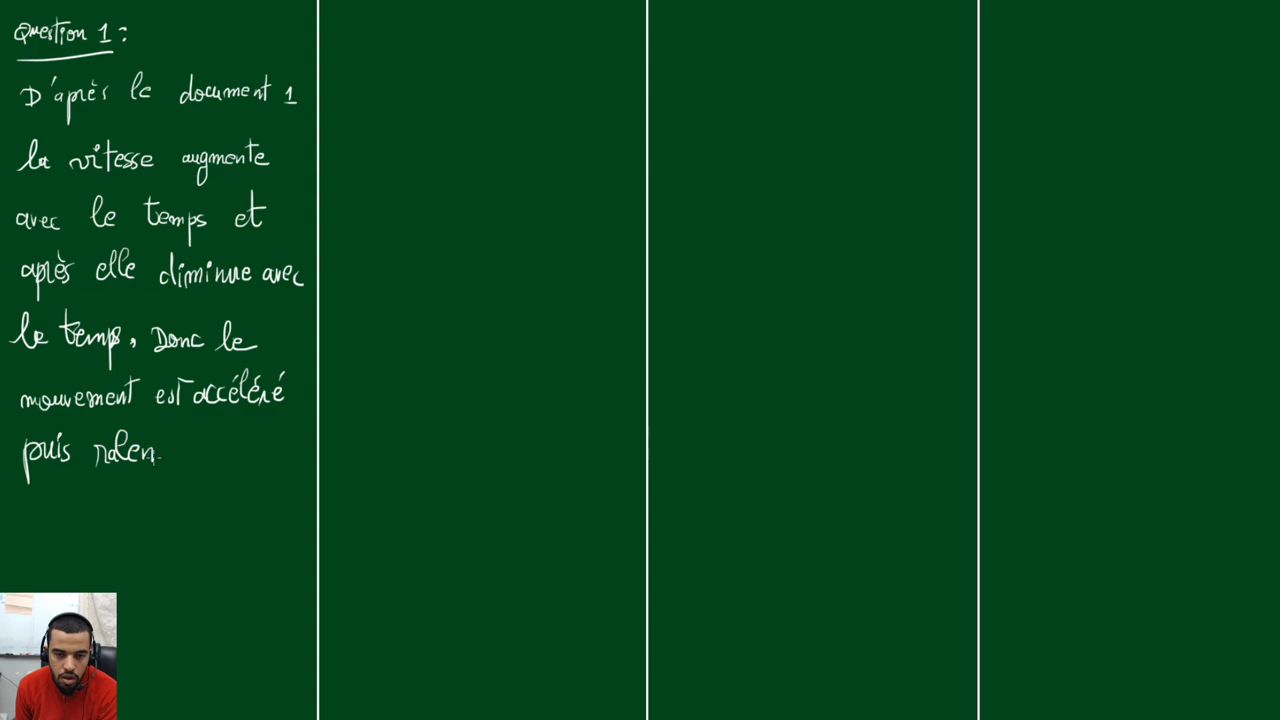 Question 1 :
D'après le document 1
la vitesse augmente
avec le temps et
après elle diminue avec
le temps, Donc le
mouvement est accéléré
puis ralen